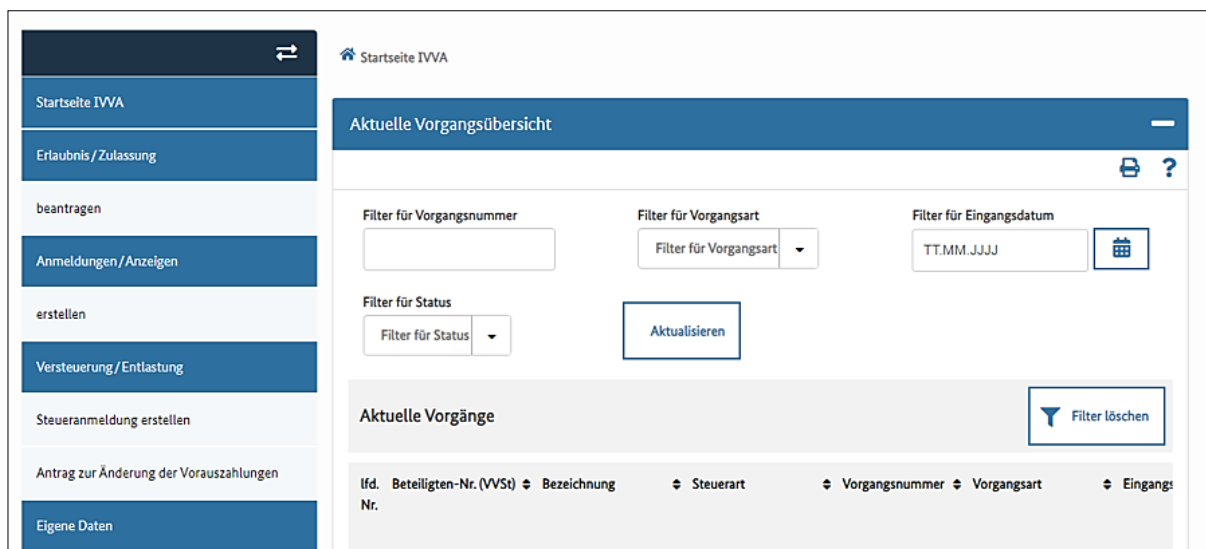 Startseite IVVA
Startseite IVVA
Erlaubnis/Zulassung
beantragen
Anmeldungen/Anzeigen
erstellen
Versteuerung/Entlastung
Steueranmeldung erstellen
Antrag zur Änderung der Vorauszahlungen
Eigene Daten
Aktuelle Vorgangsübersicht
?
Filter für Vorgangsnummer Filter für Vorgangsart Filter für Eingangsdatum
Filter für Vorgangsart TT.MM.JJJJ
Filter für Status
Filter für Status Aktualisieren
Aktuelle Vorgänge Filter löschen
lfd. Beteiligten-Nr. (VVSt) Bezeichnung Steuerart Vorgangsnummer Vorgangsart Eingangs
Nr.